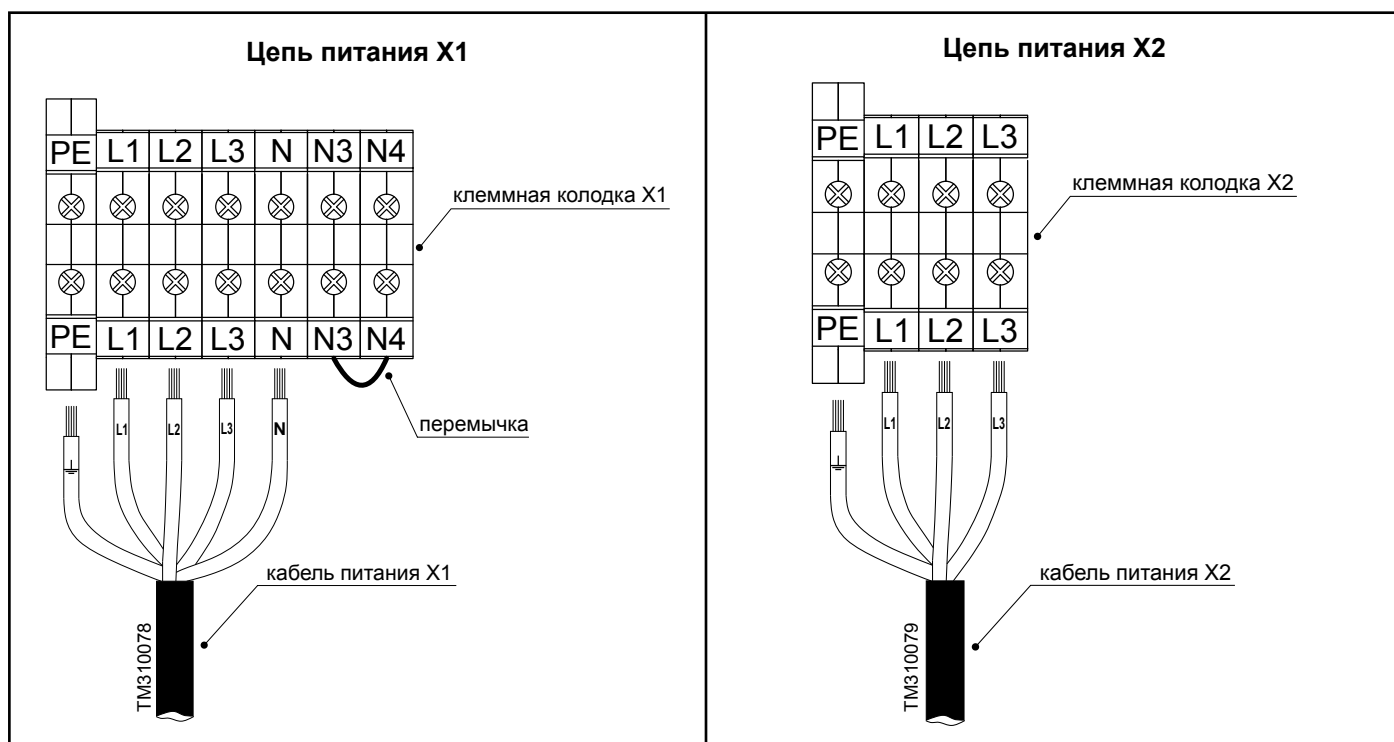 Цепь питания X1
PE L1 L2 L3 N N3 N4
клеммная колодка X1
PE L1 L2 L3 N N3 N4
L1 L2 L3 N
перемычка
кабель питания X1
TM310078
Цепь питания X2
PE L1 L2 L3
клеммная колодка X2
PE L1 L2 L3
L1 L2 L3
кабель питания X2
TM310079